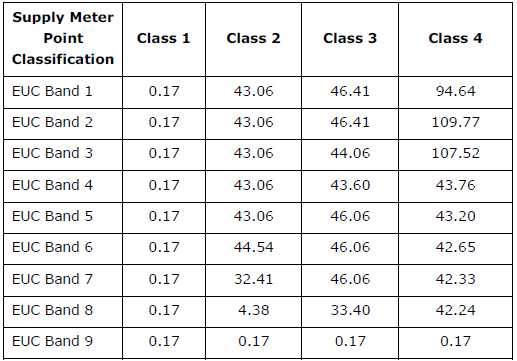 Supply Meter
Point
Classification
Class 1 Class 2 Class 3 Class 4
EUC Band 1 0.17 43.06 46.41 94.64
EUC Band 2 0.17 43.06 46.41 109.77
EUC Band 3 0.17 43.06 44.06 107.52
EUC Band 4 0.17 43.06 43.60 43.76
EUC Band 5 0.17 43.06 46.06 43.20
EUC Band 6 0.17 44.54 46.06 42.65
EUC Band 7 0.17 32.41 46.06 42.33
EUC Band 8 0.17 4.38 33.40 42.24
EUC Band 9 0.17 0.17 0.17 0.17